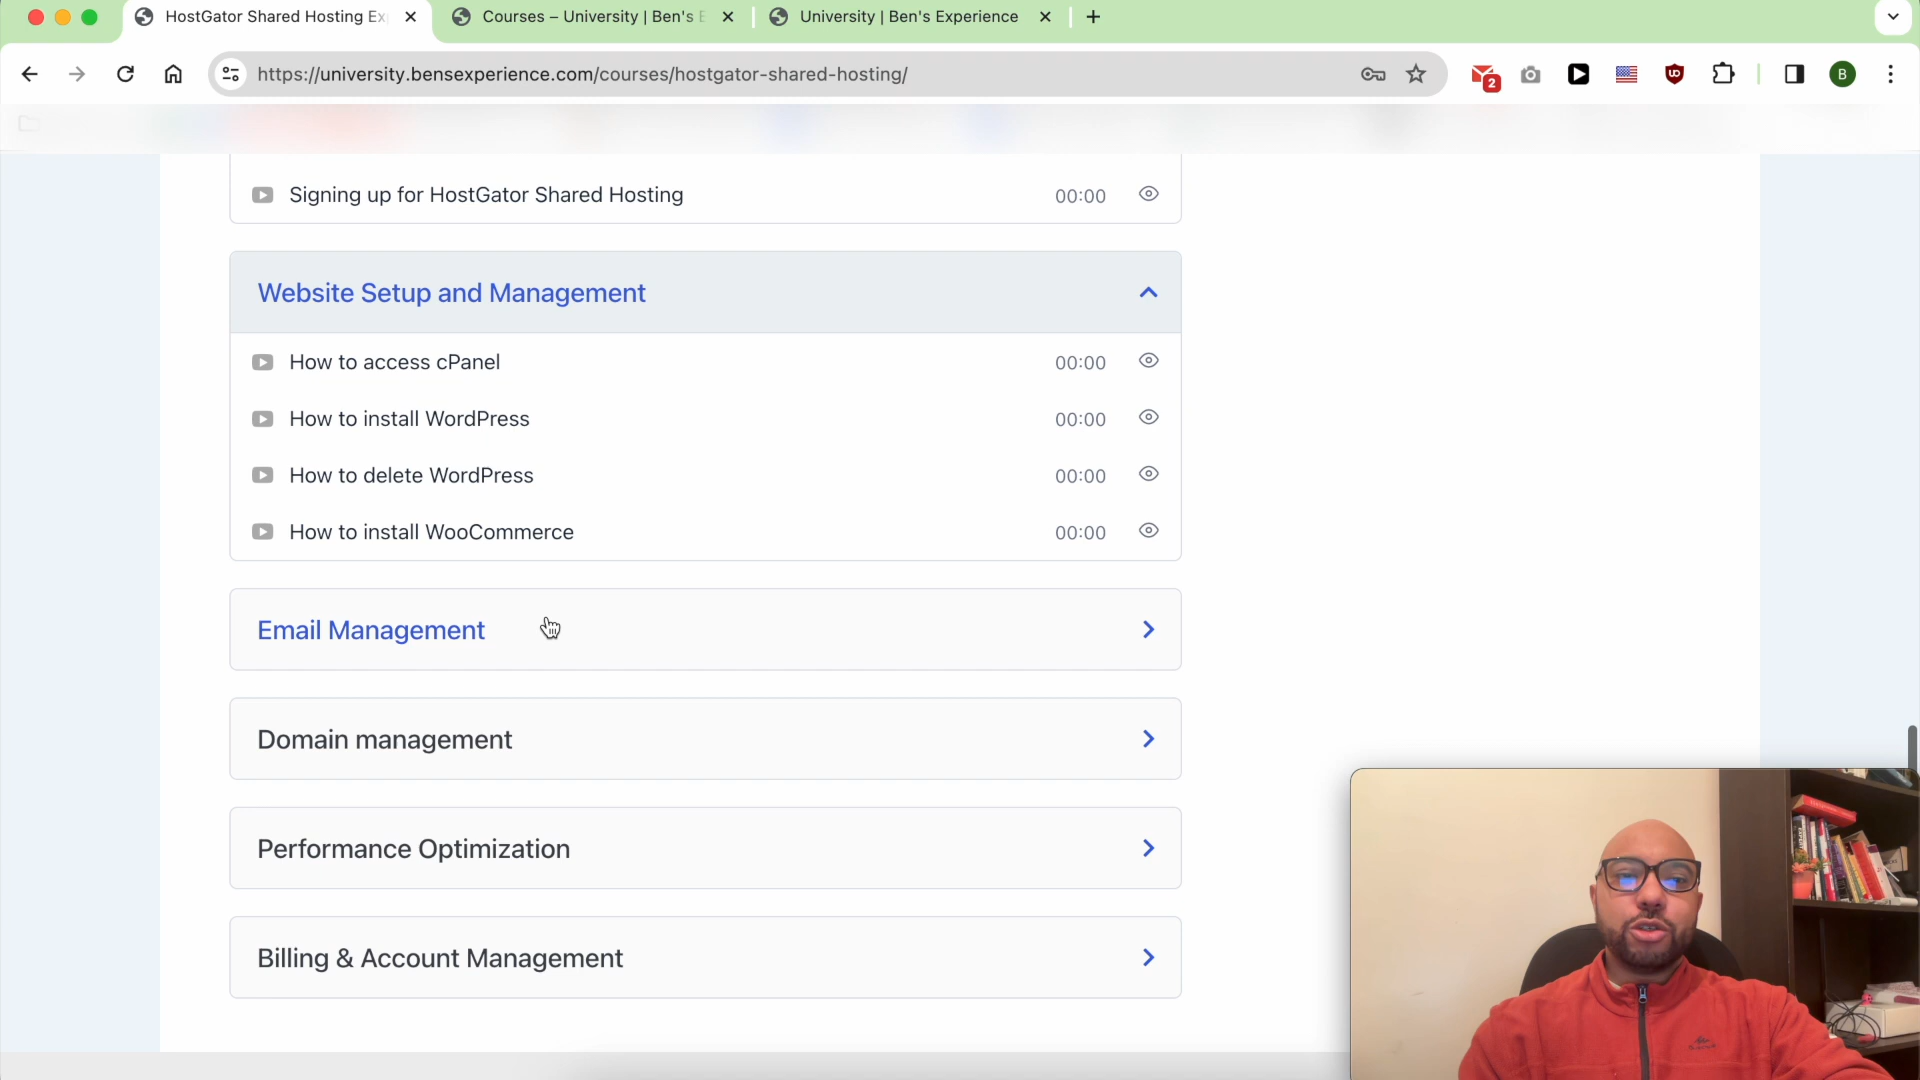 HostGator Shared Hosting Ex
Courses – University | Ben's E
University | Ben's Experience
https://university.bensexperience.com/courses/hostgator-shared-hosting/
2
B
Signing up for HostGator Shared Hosting 00:00
Website Setup and Management
How to access cPanel 00:00
How to install WordPress 00:00
How to delete WordPress 00:00
How to install WooCommerce 00:00
Email Management
Domain management
Performance Optimization
Billing & Account Management